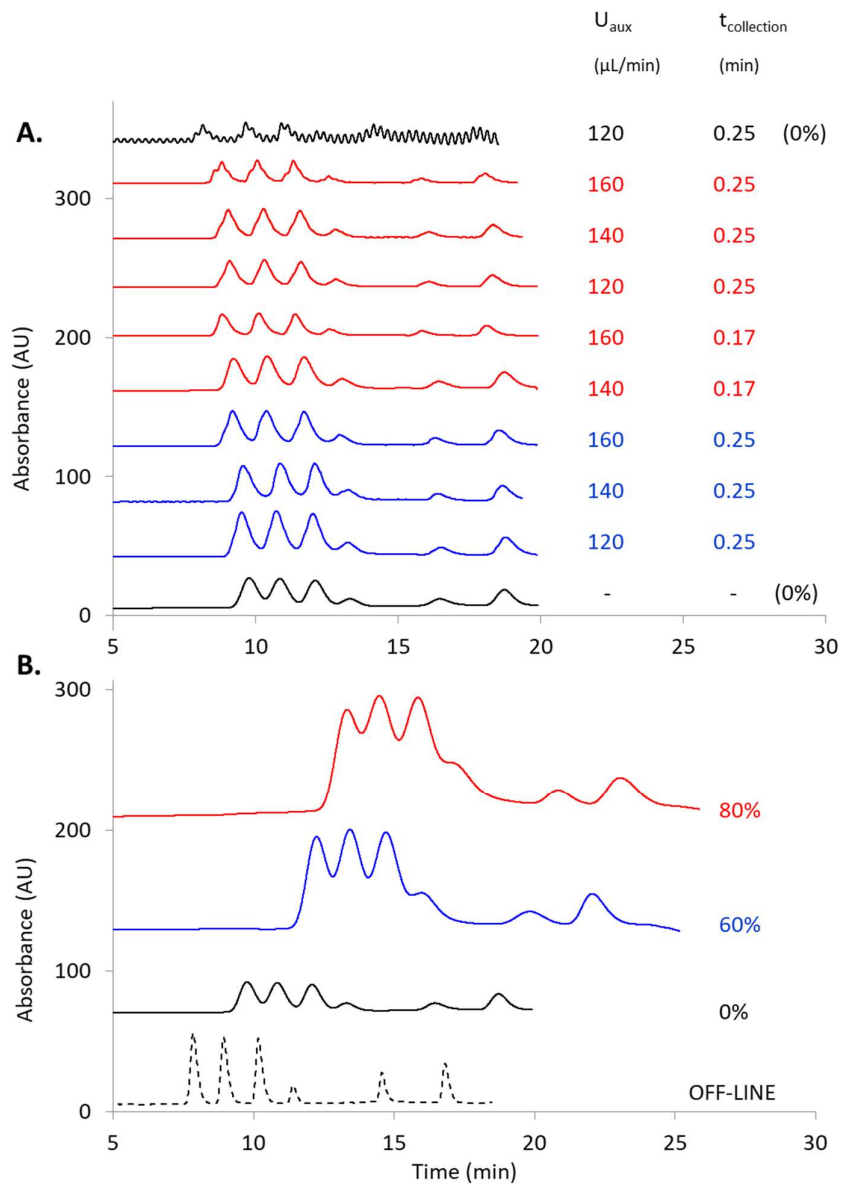 U_aux t_collection
(µL/min) (min)
A.
120 0.25 (0%)
160 0.25
300
140 0.25
120 0.25
200
160 0.17
140 0.17
160 0.25
100
140 0.25
120 0.25
- - (0%)
0
5 10 15 20 25 30
Absorbance (AU)
B.
300
80%
200
60%
100
0%
OFF-LINE
0
5 10 15 20 25 30
Absorbance (AU)
Time (min)